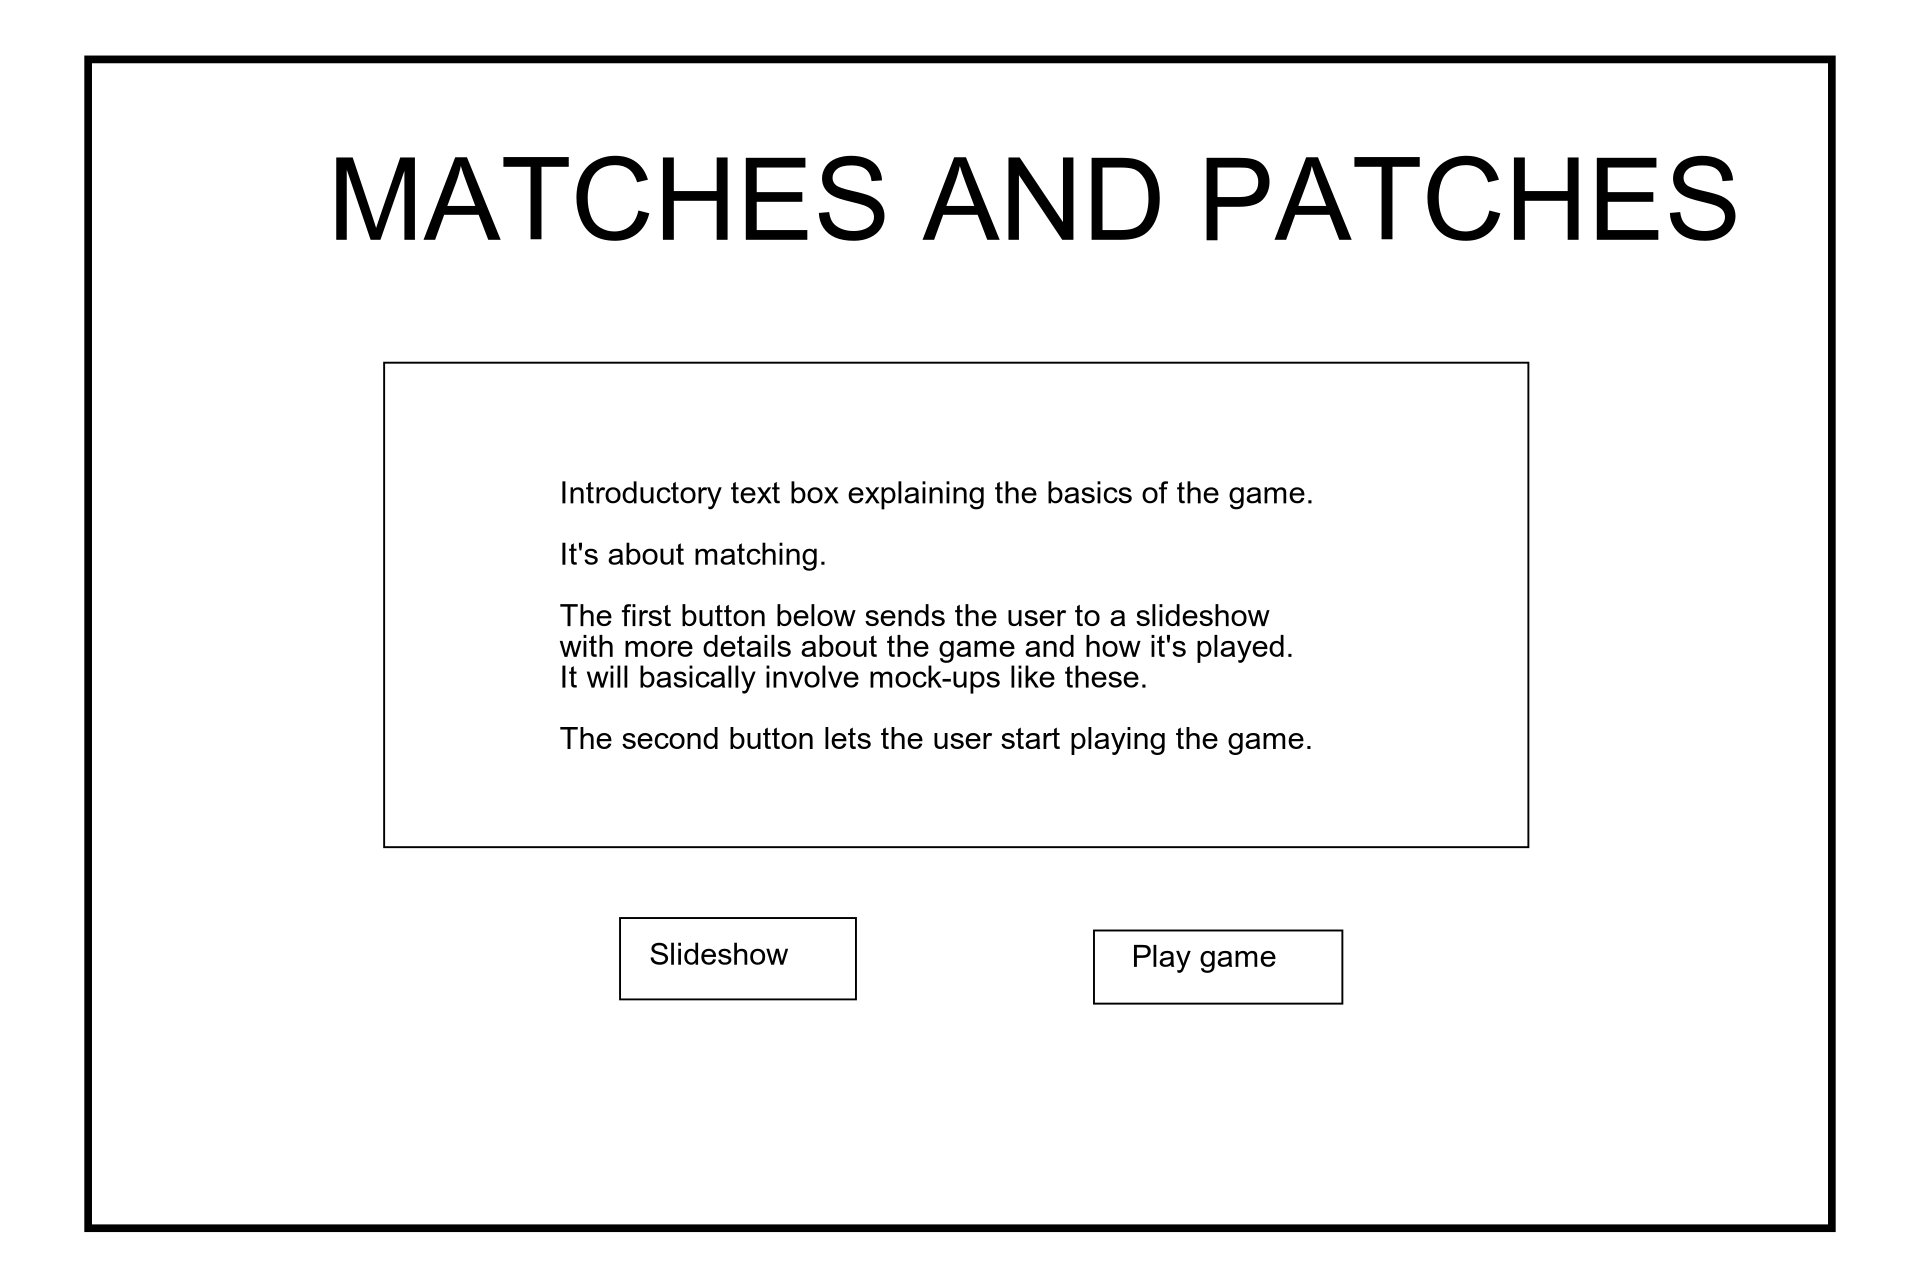 MATCHES AND PATCHES
Introductory text box explaining the basics of the game.
It's about matching.
The first button below sends the user to a slideshow
with more details about the game and how it's played.
It will basically involve mock-ups like these.
The second button lets the user start playing the game.
Slideshow
Play game